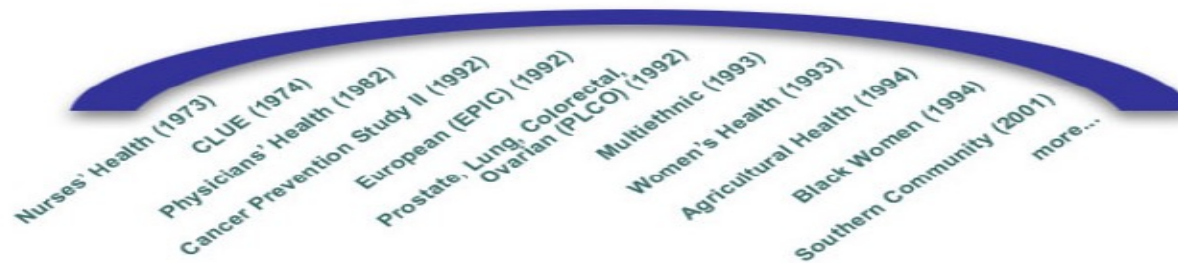 Nurses' Health (1973)
CLUE (1974)
Physicians' Health (1982)
Cancer Prevention Study II (1992)
European (EPIC) (1992)
Prostate, Lung, Colorectal,
Ovarian (PLCO) (1992)
Multiethnic (1993)
Women's Health (1993)
Agricultural Health (1994)
Black Women (1994)
Southern Community (2001)
more...